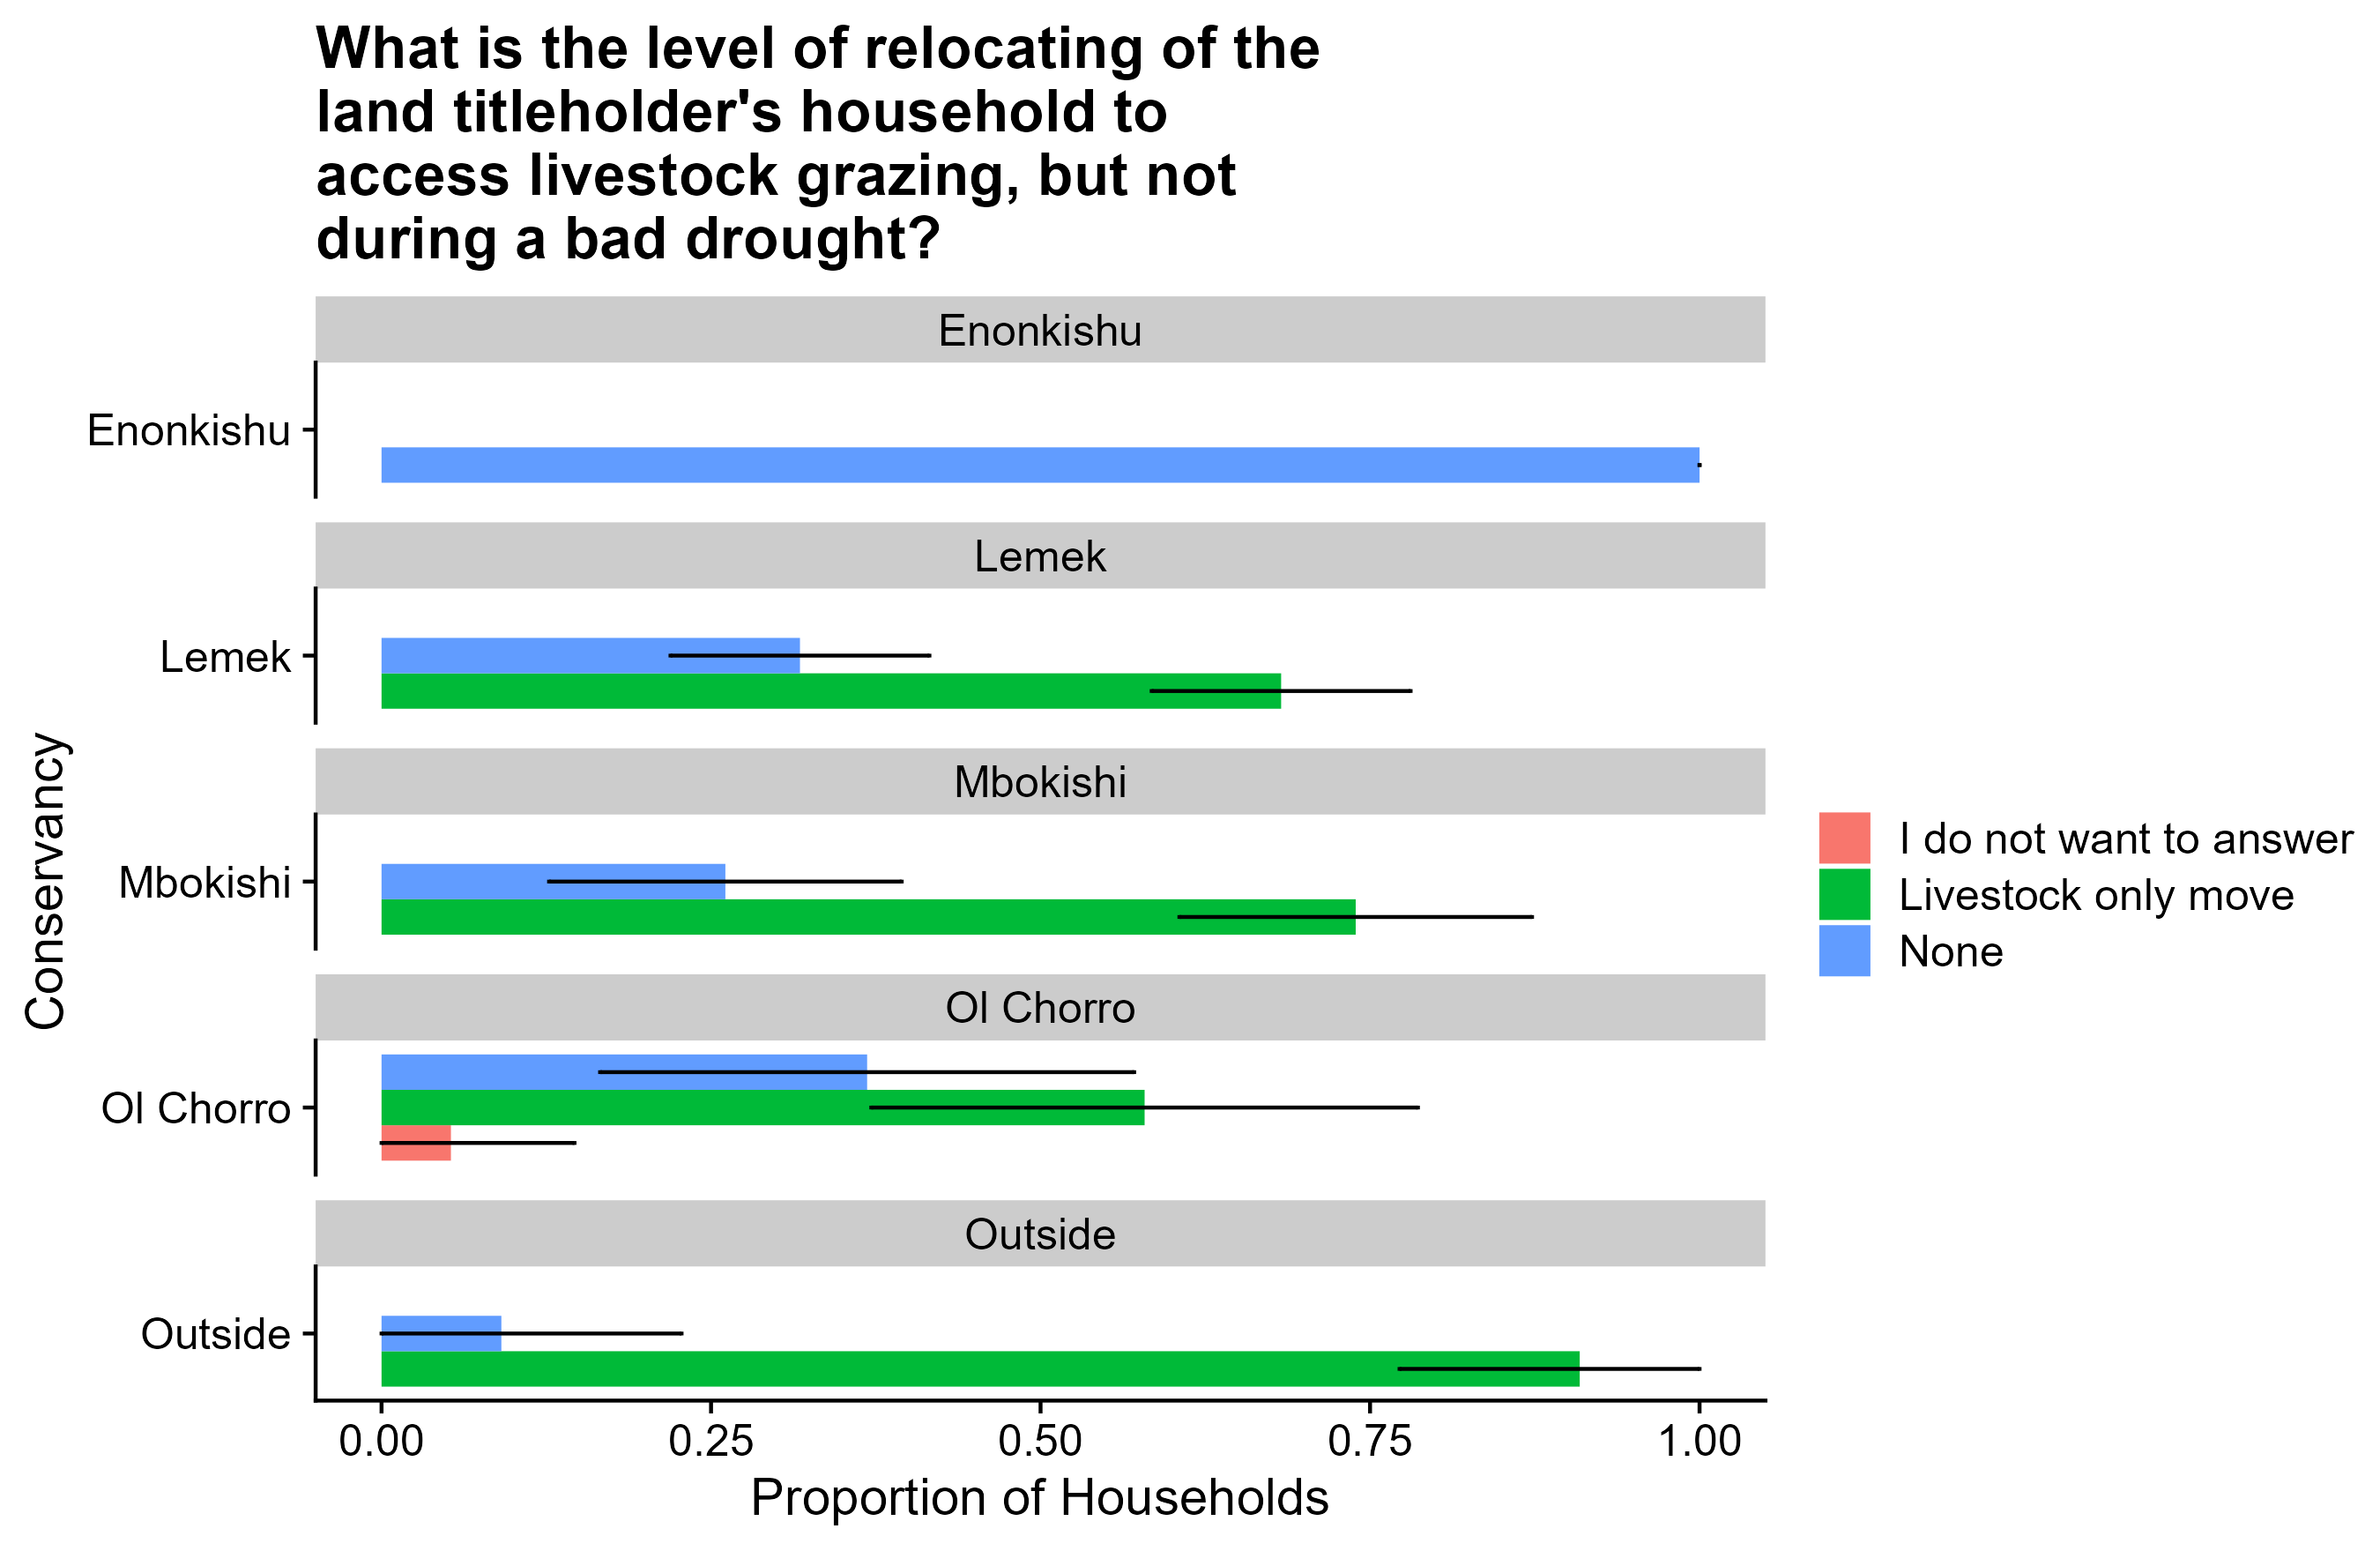 What is the level of relocating of the
land titleholder's household to
access livestock grazing, but not
during a bad drought?
Enonkishu
Enonkishu
Lemek
Lemek
Mbokishi
Mbokishi
Ol Chorro
Ol Chorro
Outside
Outside
Conservancy
0.00 0.25 0.50 0.75 1.00
Proportion of Households
I do not want to answer
Livestock only move
None